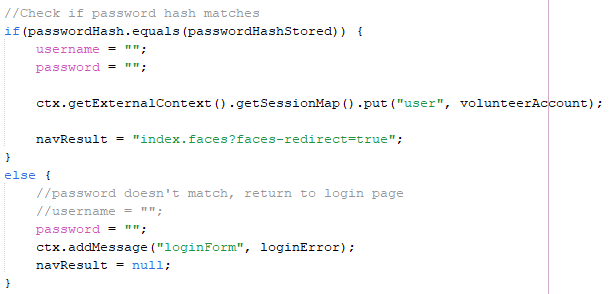 //Check if password hash matches
if(passwordHash.equals(passwordHashStored)) {
    username = "";
    password = "";

    ctx.getExternalContext().getSessionMap().put("user", volunteerAccount);

    navResult = "index.faces?faces-redirect=true";
}
else {
    //password doesn't match, return to login page
    //username = "";
    password = "";
    ctx.addMessage("loginForm", loginError);
    navResult = null;
}